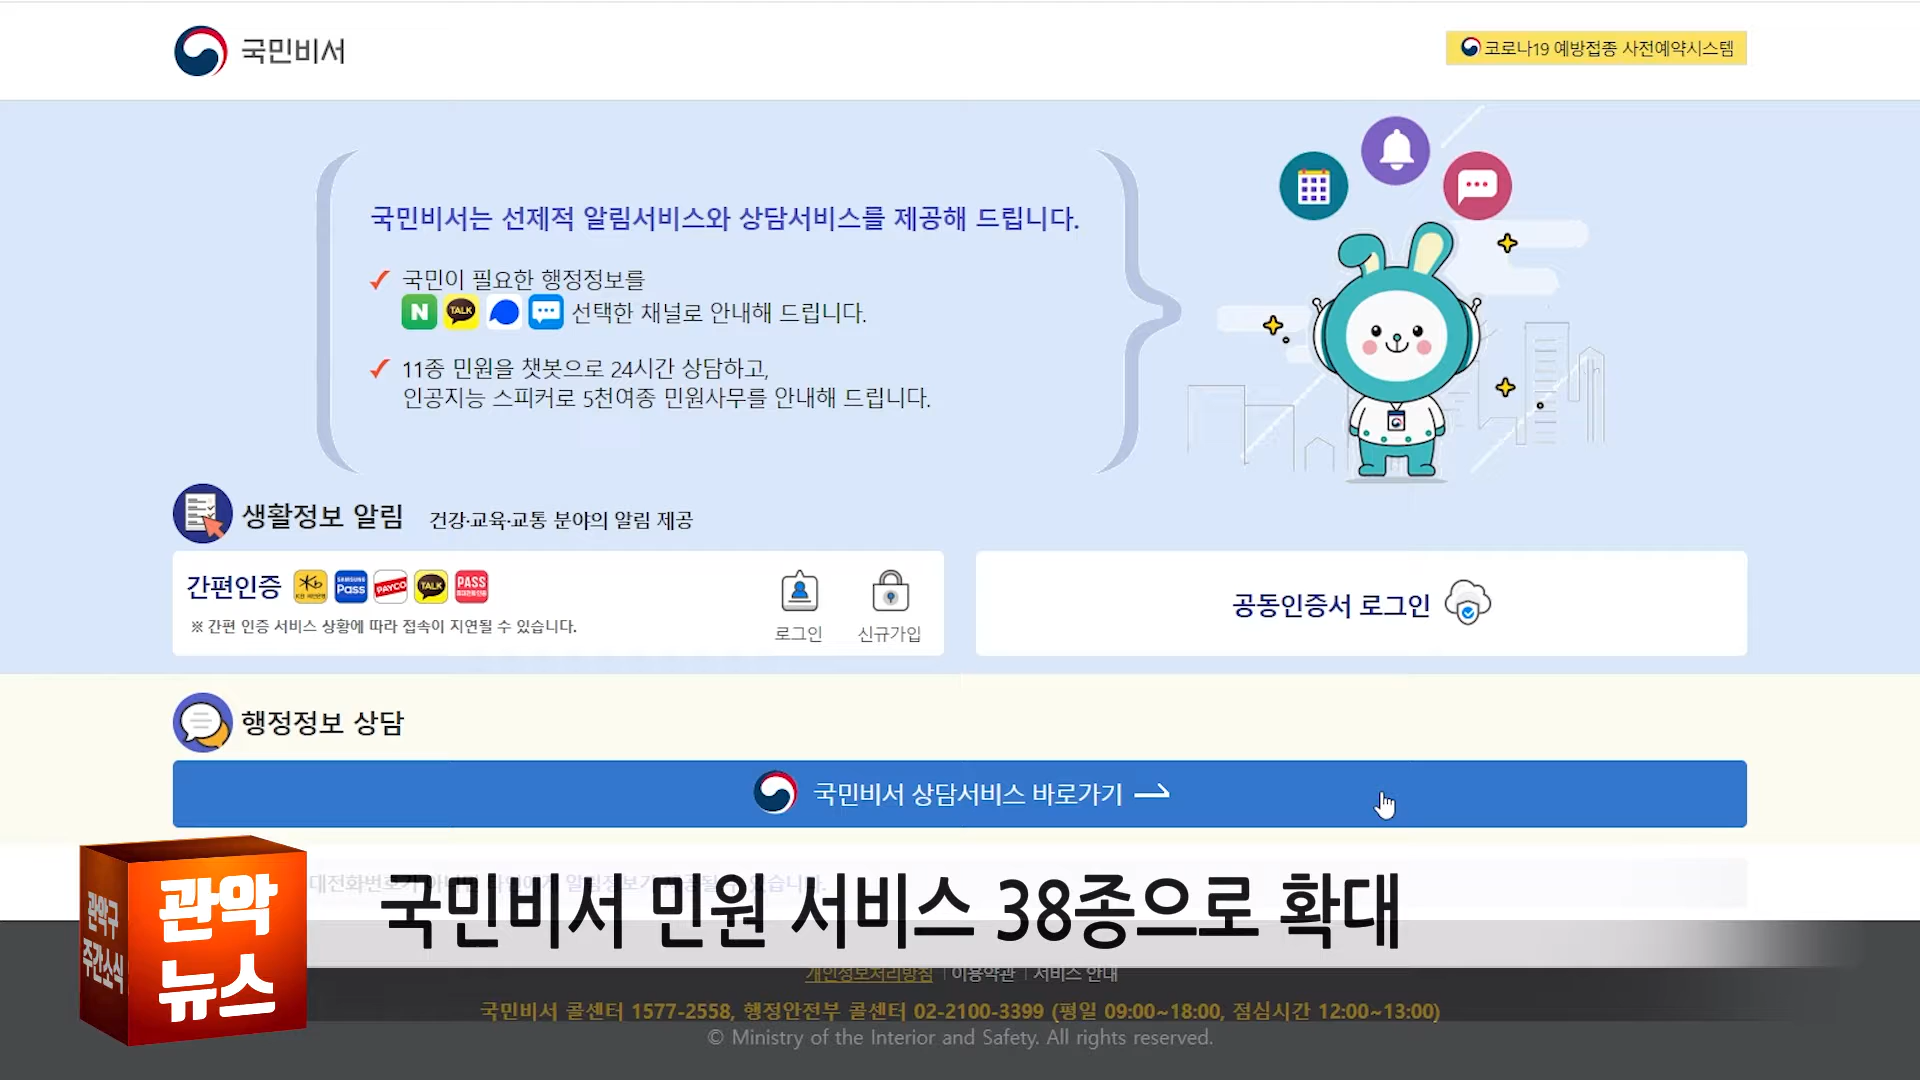 국민비서
코로나19 예방접종 사전예약시스템
국민비서는 선제적 알림서비스와 상담서비스를 제공해 드립니다.
국민이 필요한 행정정보를
N TALK 선택한 채널로 안내해 드립니다.
11종 민원을 챗봇으로 24시간 상담하고,
인공지능 스피커로 5천여종 민원사무를 안내해 드립니다.
생활정보 알림 건강·교육·교통 분야의 알림 제공
간편인증 Kb SAMSUNG Pass PAYCO TALK PASS
※ 간편 인증 서비스 상황에 따라 접속이 지연될 수 있습니다.
로그인 신규가입
공동인증서 로그인
행정정보 상담
국민비서 상담서비스 바로가기
관악구
주간소식
관악
뉴스
국민비서 민원 서비스 38종으로 확대
개인정보처리방침 | 이용약관 | 서비스 안내
국민비서 콜센터 1577-2558, 행정안전부 콜센터 02-2100-3399 (평일 09:00~18:00, 점심시간 12:00~13:00)
© Ministry of the Interior and Safety. All rights reserved.